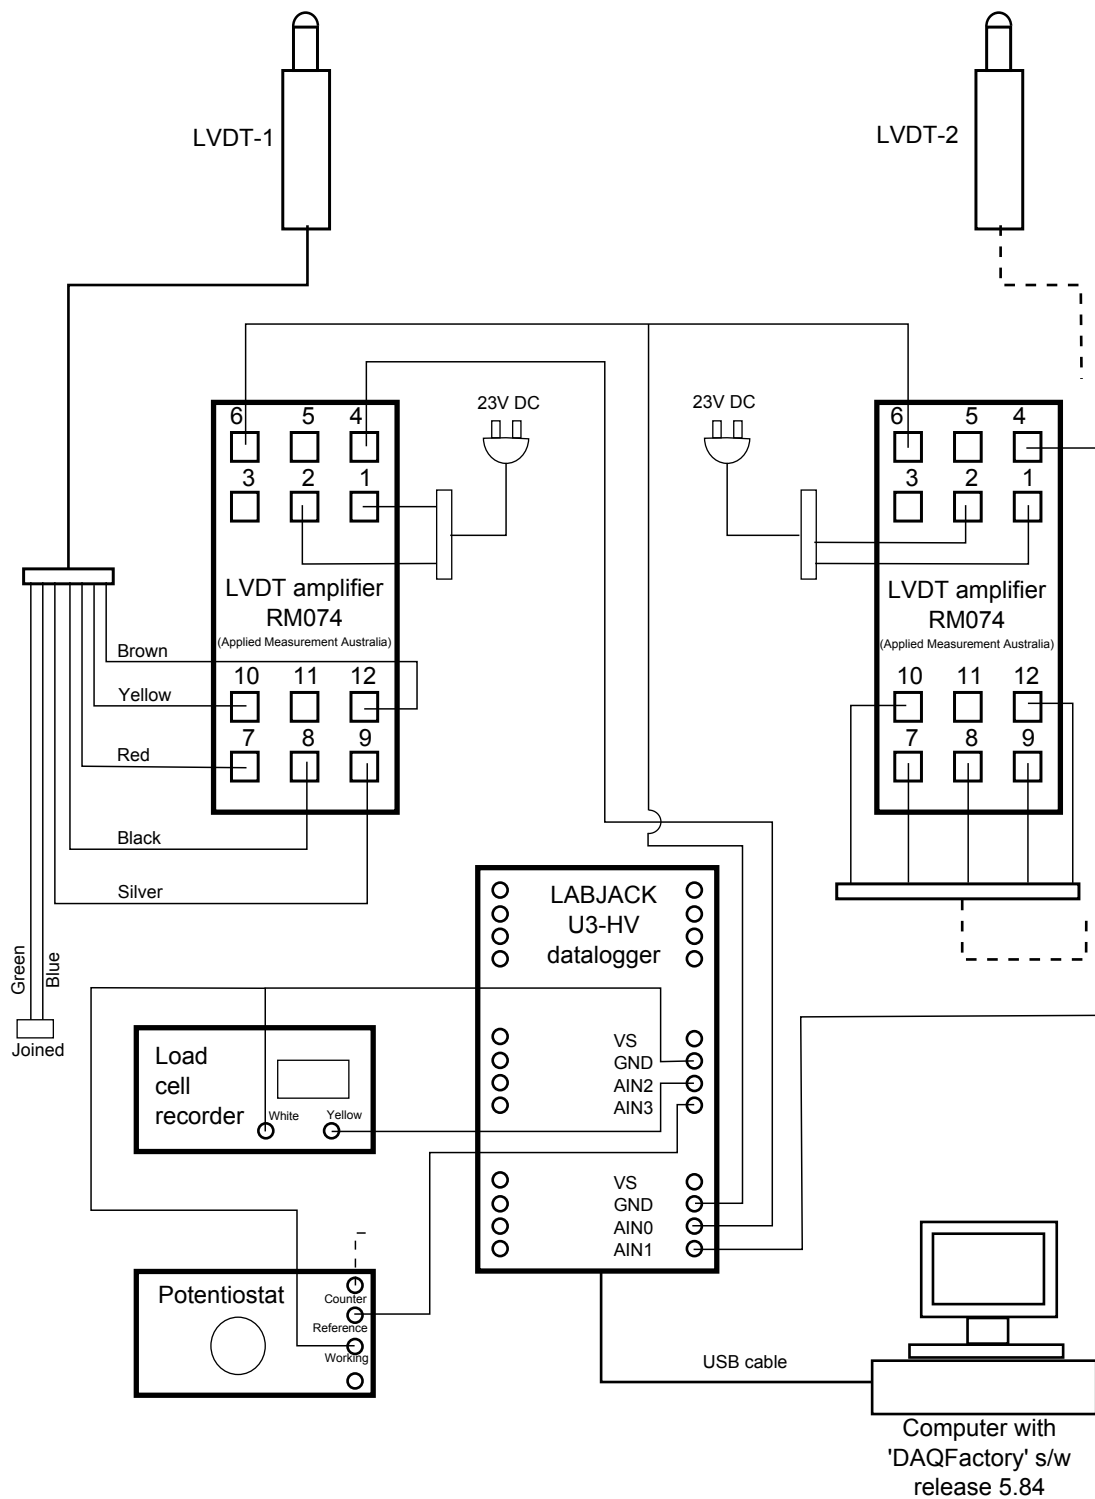 LVDT-1
LVDT-2
23V DC
23V DC
6 5 4
3 2 1
LVDT amplifier
RM074
(Applied Measurement Australia)
10 11 12
7 8 9
6 5 4
3 2 1
LVDT amplifier
RM074
(Applied Measurement Australia)
10 11 12
7 8 9
Brown
Yellow
Red
Black
Silver
Green
Blue
Joined
LABJACK
U3-HV
datalogger
VS
GND
AIN2
AIN3
VS
GND
AIN0
AIN1
Load
cell
recorder
White
Yellow
Potentiostat
Counter
Reference
Working
USB cable
Computer with
'DAQFactory' s/w
release 5.84